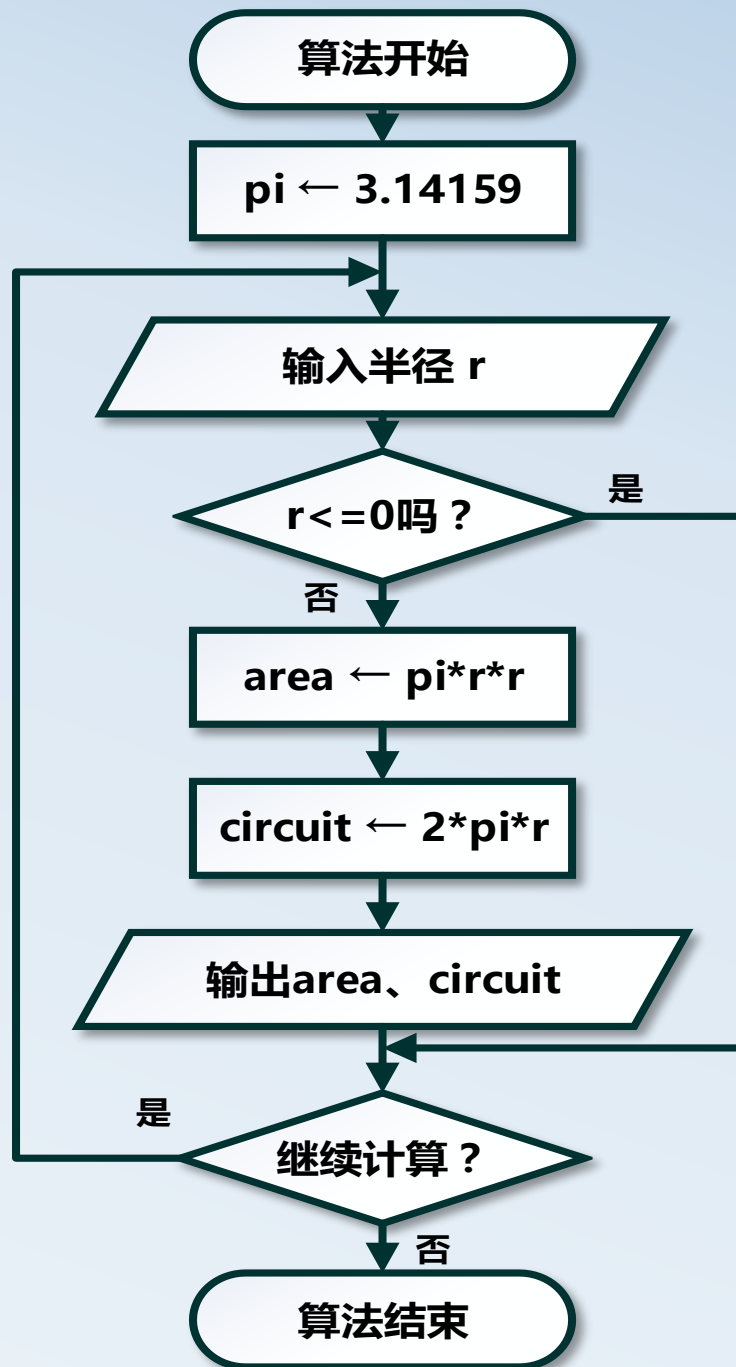 算法开始
pi ← 3.14159
输入半径 r
r<=0吗？
是
否
area ← pi*r*r
circuit ← 2*pi*r
输出area、circuit
是
继续计算？
否
算法结束